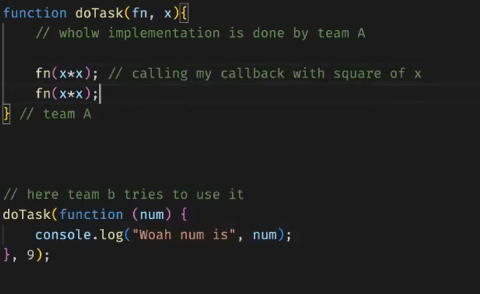 function doTask(fn, x){
// wholw implementation is done by team A
fn(x*x); // calling my callback with square of x
fn(x*x);
} // team A
// here team b tries to use it
doTask(function (num) {
console.log("Woah num is", num);
}, 9);